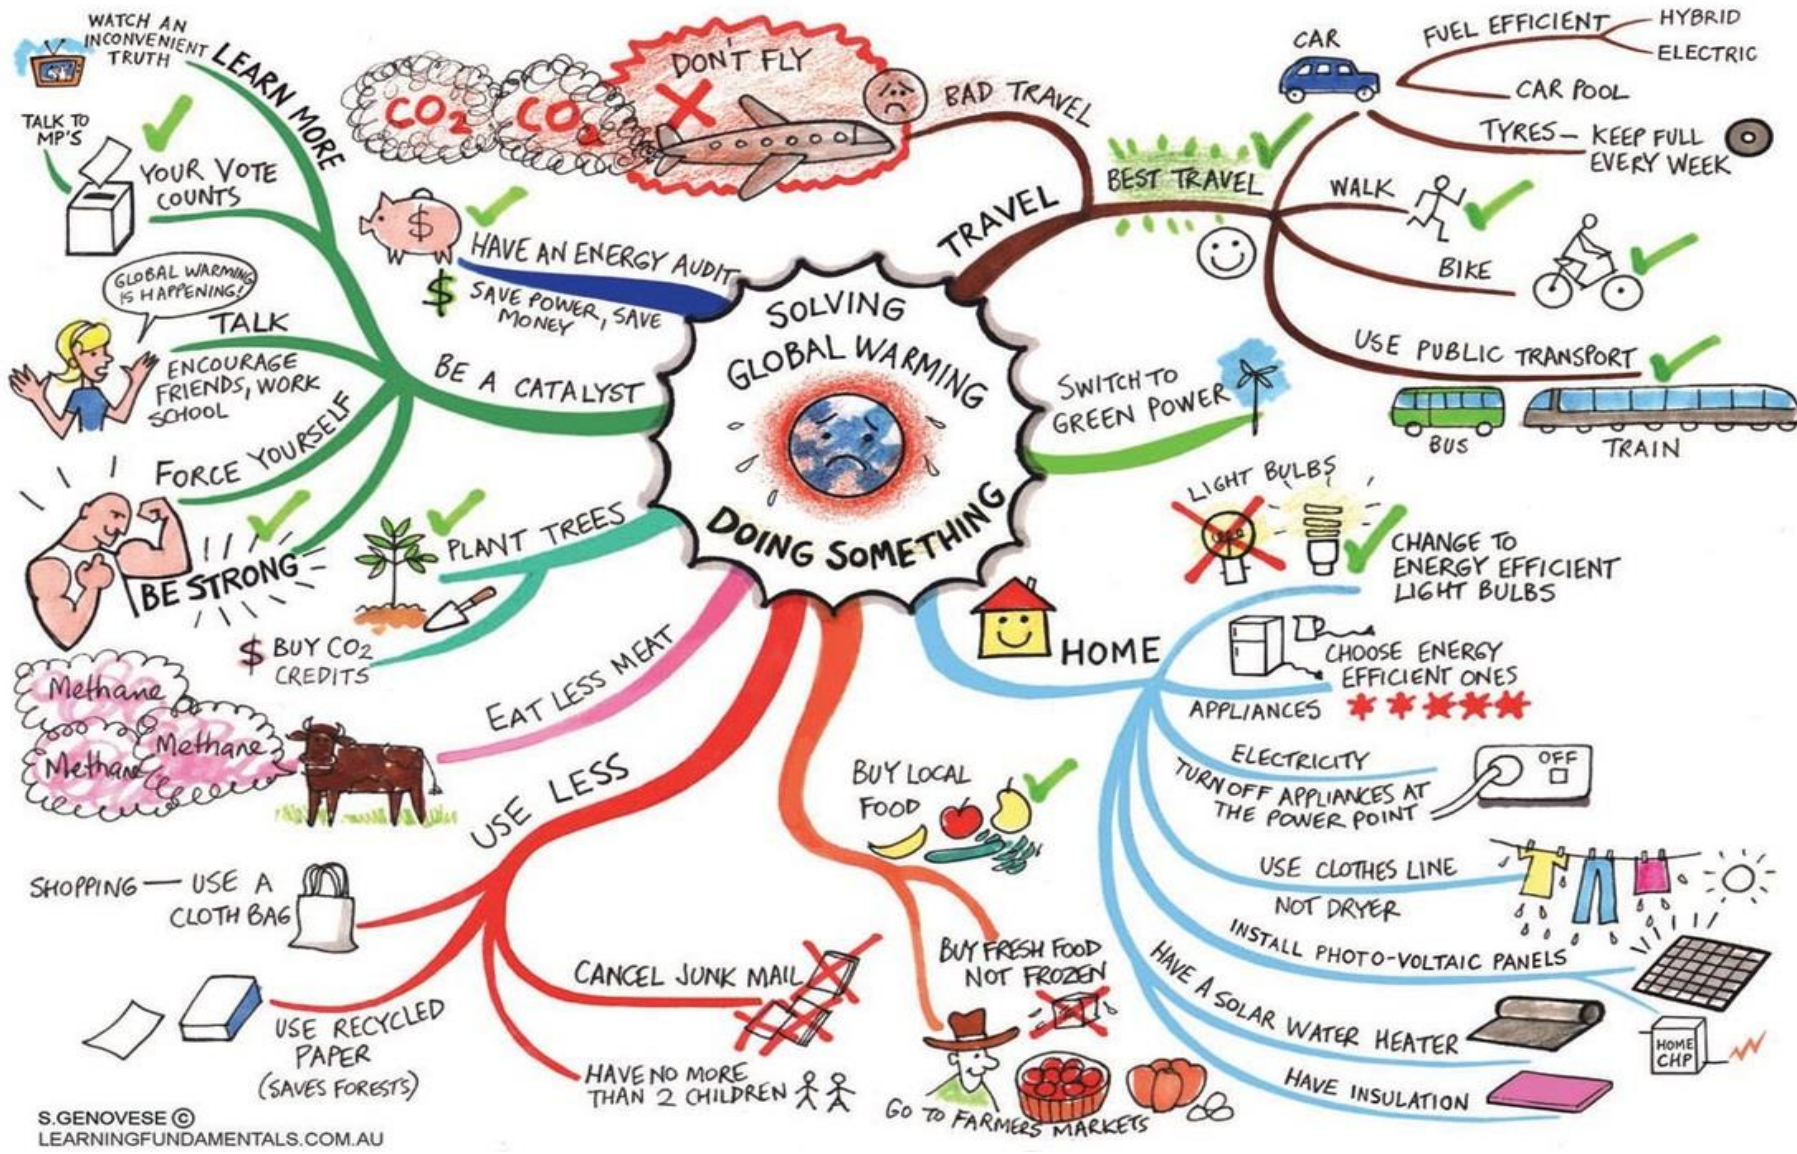 SOLVING
GLOBAL WARMING
DOING SOMETHING
TRAVEL
BAD TRAVEL
DON'T FLY
CO2
CO2
BEST TRAVEL
CAR
FUEL EFFICIENT
HYBRID
ELECTRIC
CAR POOL
TYRES – KEEP FULL
EVERY WEEK
WALK
BIKE
USE PUBLIC TRANSPORT
BUS
TRAIN
SWITCH TO
GREEN POWER
HOME
LIGHT BULBS
CHANGE TO
ENERGY EFFICIENT
LIGHT BULBS
CHOOSE ENERGY
EFFICIENT ONES
APPLIANCES
ELECTRICITY
TURN OFF APPLIANCES AT
THE POWER POINT
OFF
USE CLOTHES LINE
NOT DRYER
INSTALL PHOTO-VOLTAIC PANELS
HOME
CHP
HAVE A SOLAR WATER HEATER
HAVE INSULATION
BUY LOCAL
FOOD
BUY FRESH FOOD
NOT FROZEN
GO TO FARMERS MARKETS
USE LESS
SHOPPING — USE A
CLOTH BAG
USE RECYCLED
PAPER
(SAVES FORESTS)
CANCEL JUNK MAIL
HAVE NO MORE
THAN 2 CHILDREN
EAT LESS MEAT
Methane
Methane
Methane
PLANT TREES
$ BUY CO2
CREDITS
BE A CATALYST
LEARN MORE
WATCH AN
INCONVENIENT
TRUTH
TALK TO
MP'S
YOUR VOTE
COUNTS
GLOBAL WARMING
IS HAPPENING!
TALK
ENCOURAGE
FRIENDS, WORK
SCHOOL
FORCE YOURSELF
BE STRONG
$
HAVE AN ENERGY AUDIT
$ SAVE POWER, SAVE
MONEY
S.GENOVESE ©
LEARNINGFUNDAMENTALS.COM.AU